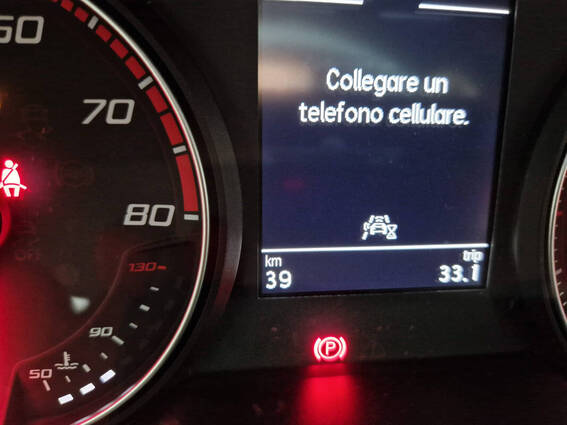 60
70
80
130
90
50
Collegare un
telefono cellulare.
km
39
trip
33.1
P